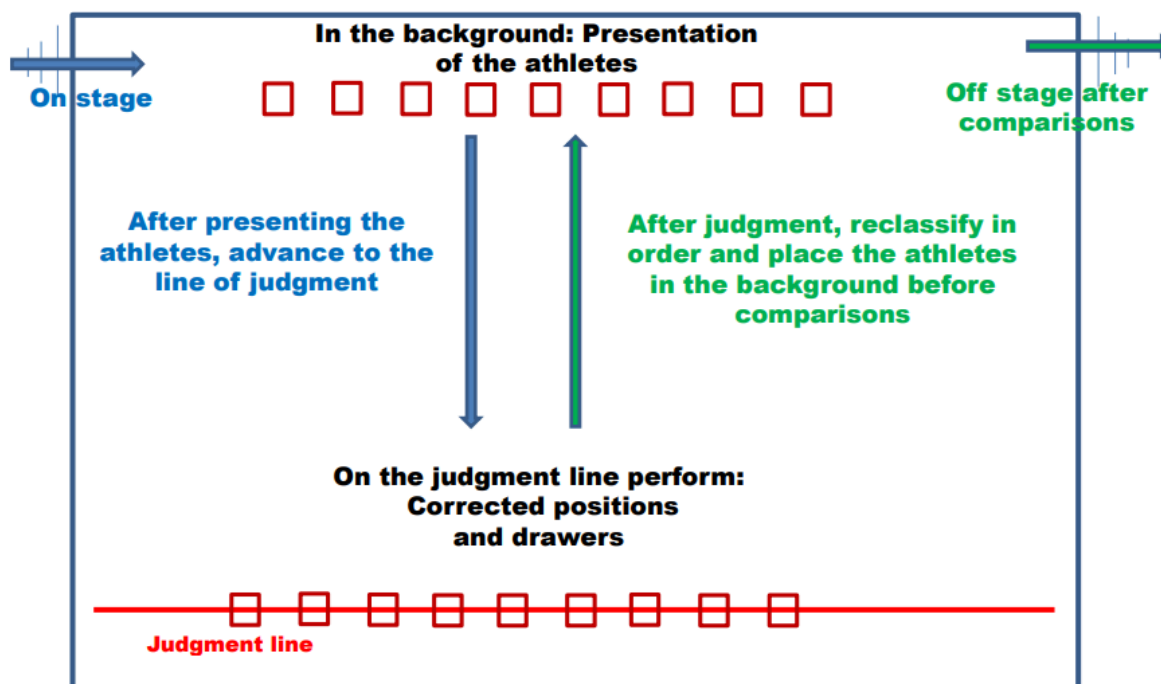 In the background: Presentation
of the athletes
On stage
Off stage after
comparisons
After presenting the
athletes, advance to the
line of judgment
After judgment, reclassify in
order and place the athletes
in the background before
comparisons
On the judgment line perform:
Corrected positions
and drawers
Judgment line